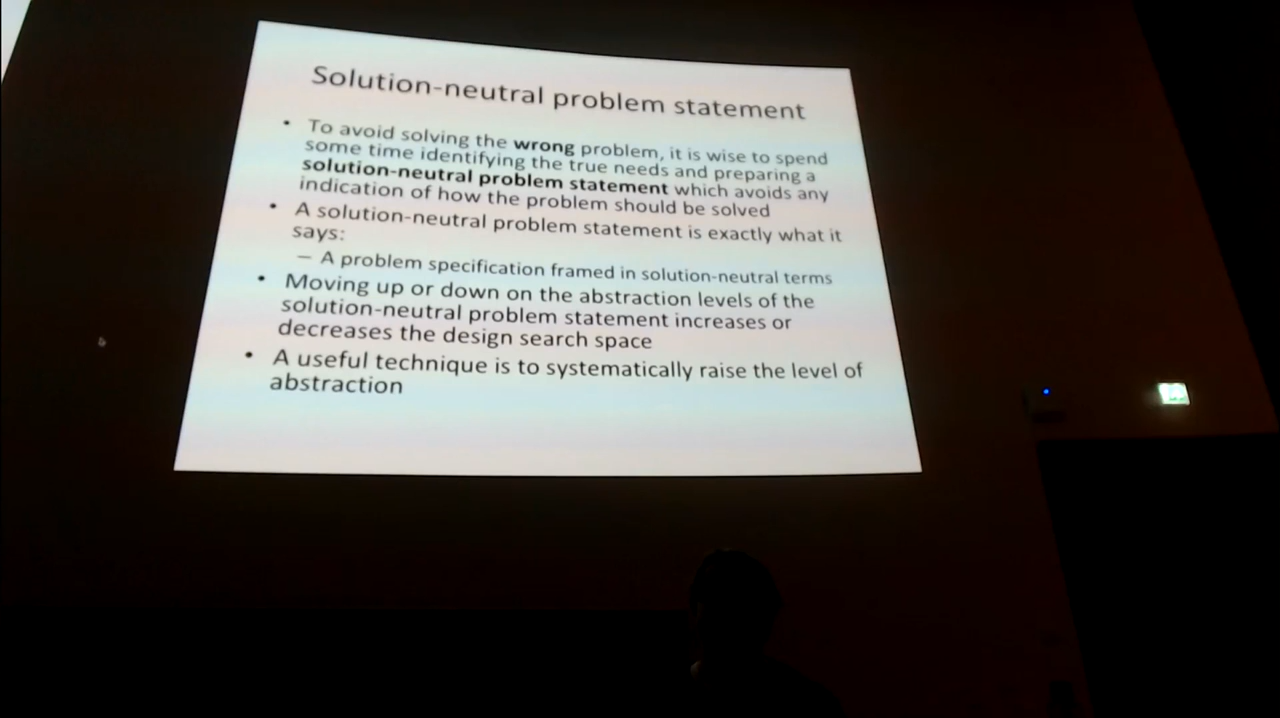 Solution-neutral problem statement
• To avoid solving the wrong problem, it is wise to spend
some time identifying the true needs and preparing a
solution-neutral problem statement which avoids any
indication of how the problem should be solved
• A solution-neutral problem statement is exactly what it
says:
– A problem specification framed in solution-neutral terms
• Moving up or down on the abstraction levels of the
solution-neutral problem statement increases or
decreases the design search space
• A useful technique is to systematically raise the level of
abstraction